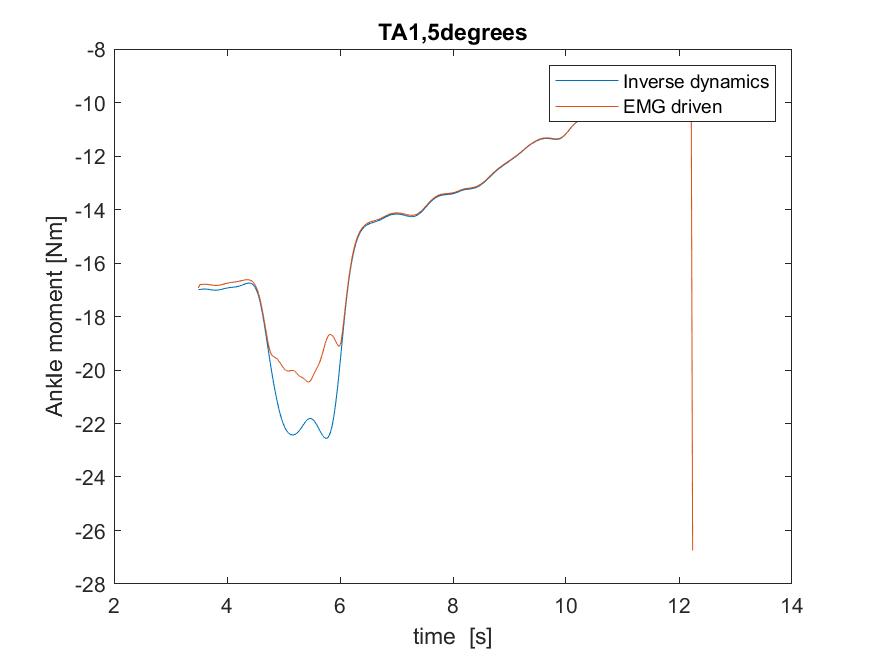 TA1,5degrees
-8
-10
-12
-14
-16
-18
-20
-22
-24
-26
-28
Ankle moment [Nm]
Inverse dynamics
EMG driven
2 4 6 8 10 12 14
time [s]